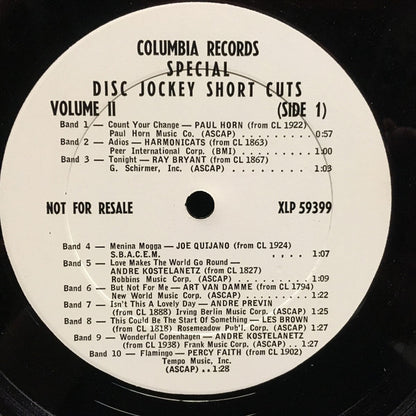 COLUMBIA RECORDS
SPECIAL
DISC JOCKEY SHORT CUTS
VOLUME II (SIDE 1)
Band 1 — Count Your Change — PAUL HORN (from CL 1922)
Paul Horn Music Co. (ASCAP) . . . . . . . . 0:57
Band 2 — Adios — HARMONICATS (from CL 1863)
Peer International Corp. (BMI) . . . . . 1:00
Band 3 — Tonight — RAY BRYANT (from CL 1867)
G. Schirmer, Inc. (ASCAP) . . . . . . . . 1:03
NOT FOR RESALE XLP 59399
Band 4 — Menina Mogga — JOE QUIJANO (from CL 1924)
S.B.A.C.E.M. . . . . 1:07
Band 5 — Love Makes The World Go Round —
ANDRE KOSTELANETZ (from CL 1827)
Robbins Music Corp. (ASCAP) . . . . . . . . 1:09
Band 6 — But Not For Me — ART VAN DAMME (from CL 1794)
New World Music Corp. (ASCAP) . . . . . . . 1:22
Band 7 — Isn't This A Lovely Day — ANDRE PREVIN
(from CL 1888) Irving Berlin Music Corp. (ASCAP) . 1:25
Band 8 — This Could Be The Start Of Something — LES BROWN
(from CL 1818) Rosemeadow Pub'l. Corp. (ASCAP) . . 1:27
Band 9 — Wonderful Copenhagen — ANDRE KOSTELANETZ
(from CL 1938) Frank Music Corp. (ASCAP) . . 1:27
Band 10 — Flamingo — PERCY FAITH (from CL 1902)
Tempo Music, Inc.
(ASCAP) . . 1:28